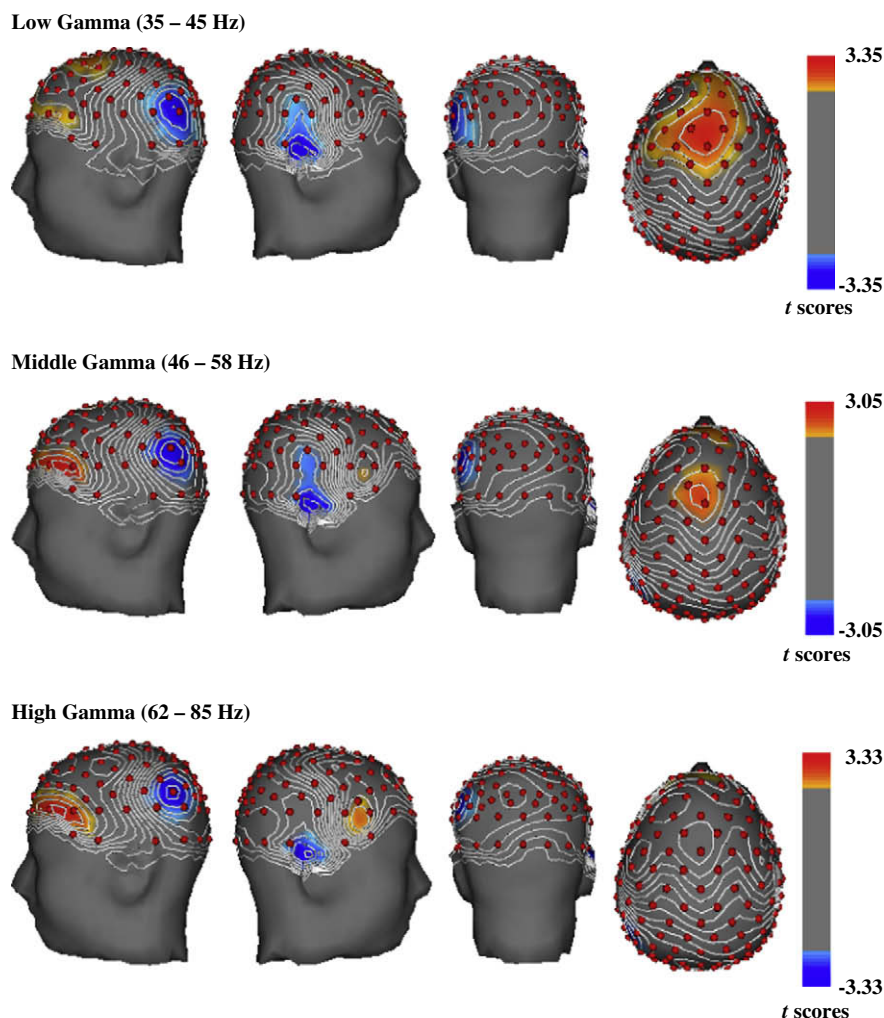 Low Gamma (35 – 45 Hz)
3.35
-3.35
t scores
Middle Gamma (46 – 58 Hz)
3.05
-3.05
t scores
High Gamma (62 – 85 Hz)
3.33
-3.33
t scores